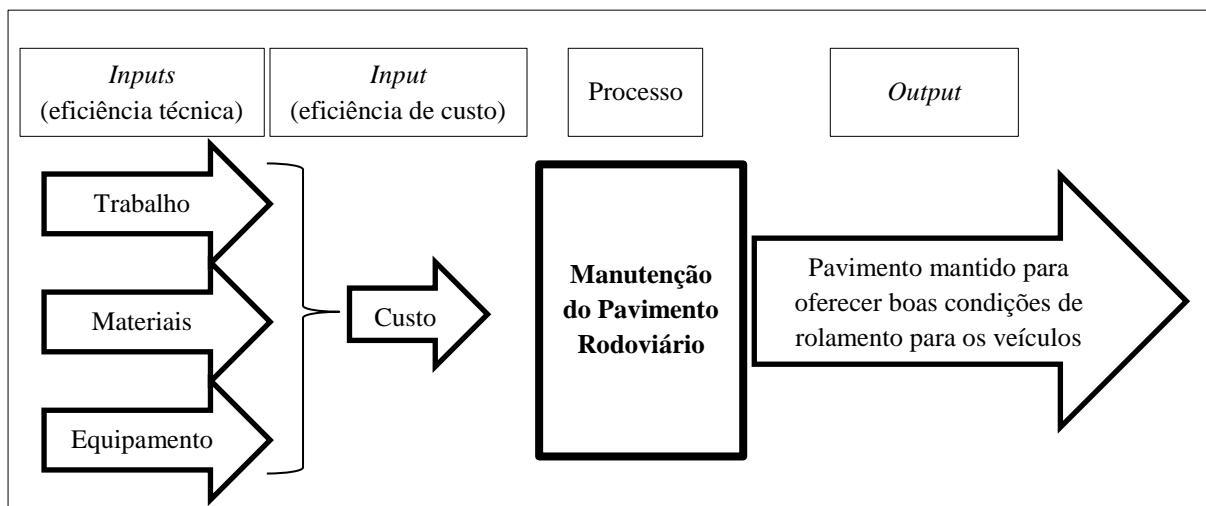 Inputs
(eficiência técnica)
Input
(eficiência de custo)
Processo
Output
Trabalho
Materiais
Equipamento
Custo
Manutenção
do Pavimento
Rodoviário
Pavimento mantido para
oferecer boas condições de
rolamento para os veículos